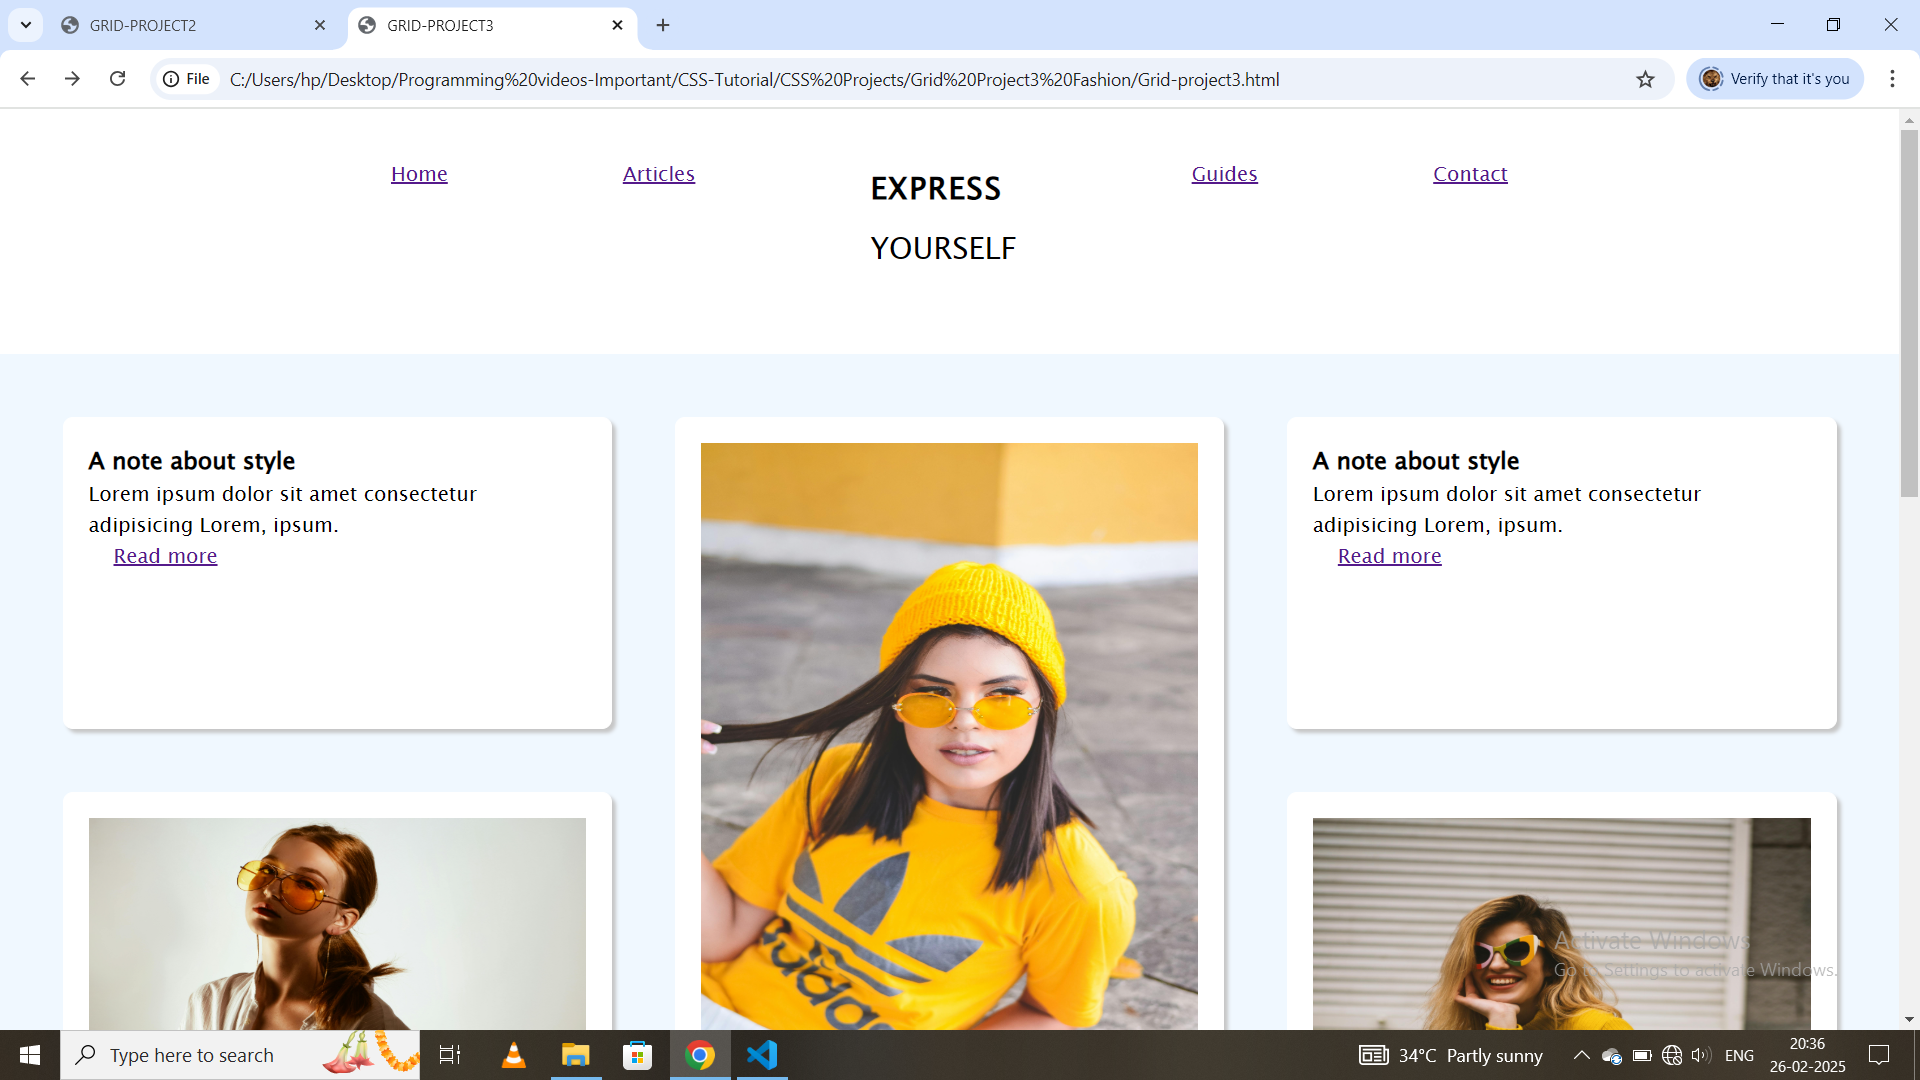 GRID-PROJECT2
GRID-PROJECT3
File
C:/Users/hp/Desktop/Programming%20videos-Important/CSS-Tutorial/CSS%20Projects/Grid%20Project3%20Fashion/Grid-project3.html
Verify that it's you
Home
Articles
EXPRESS
YOURSELF
Guides
Contact
A note about style
Lorem ipsum dolor sit amet consectetur
adipisicing Lorem, ipsum.
Read more
adidas
A note about style
Lorem ipsum dolor sit amet consectetur
adipisicing Lorem, ipsum.
Read more
Activate Windows
Go to Settings to activate Windows.
Type here to search
34°C Partly sunny
ENG
20:36
26-02-2025